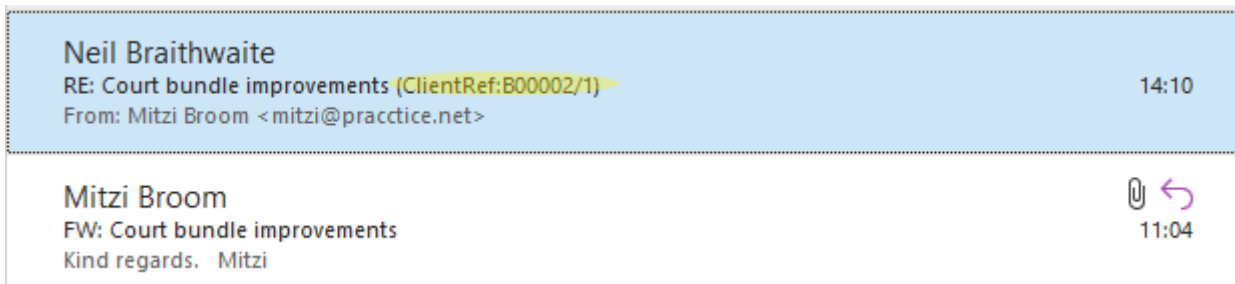 Neil Braithwaite
RE: Court bundle improvements (ClientRef:B00002/1) 14:10
From: Mitzi Broom <mitzi@pracctice.net>
Mitzi Broom
FW: Court bundle improvements 11:04
Kind regards. Mitzi